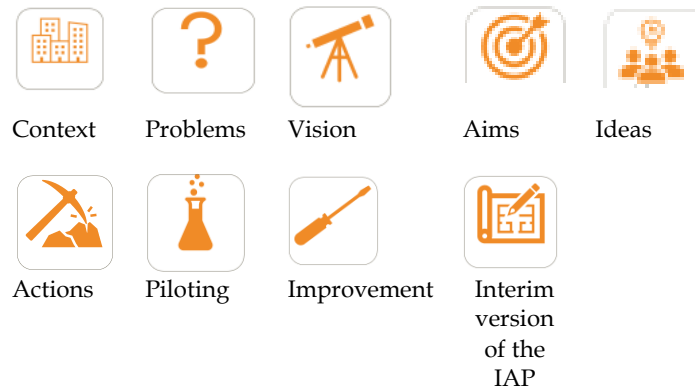 Context Problems Vision Aims Ideas
Actions Piloting Improvement Interim
version
of the
IAP